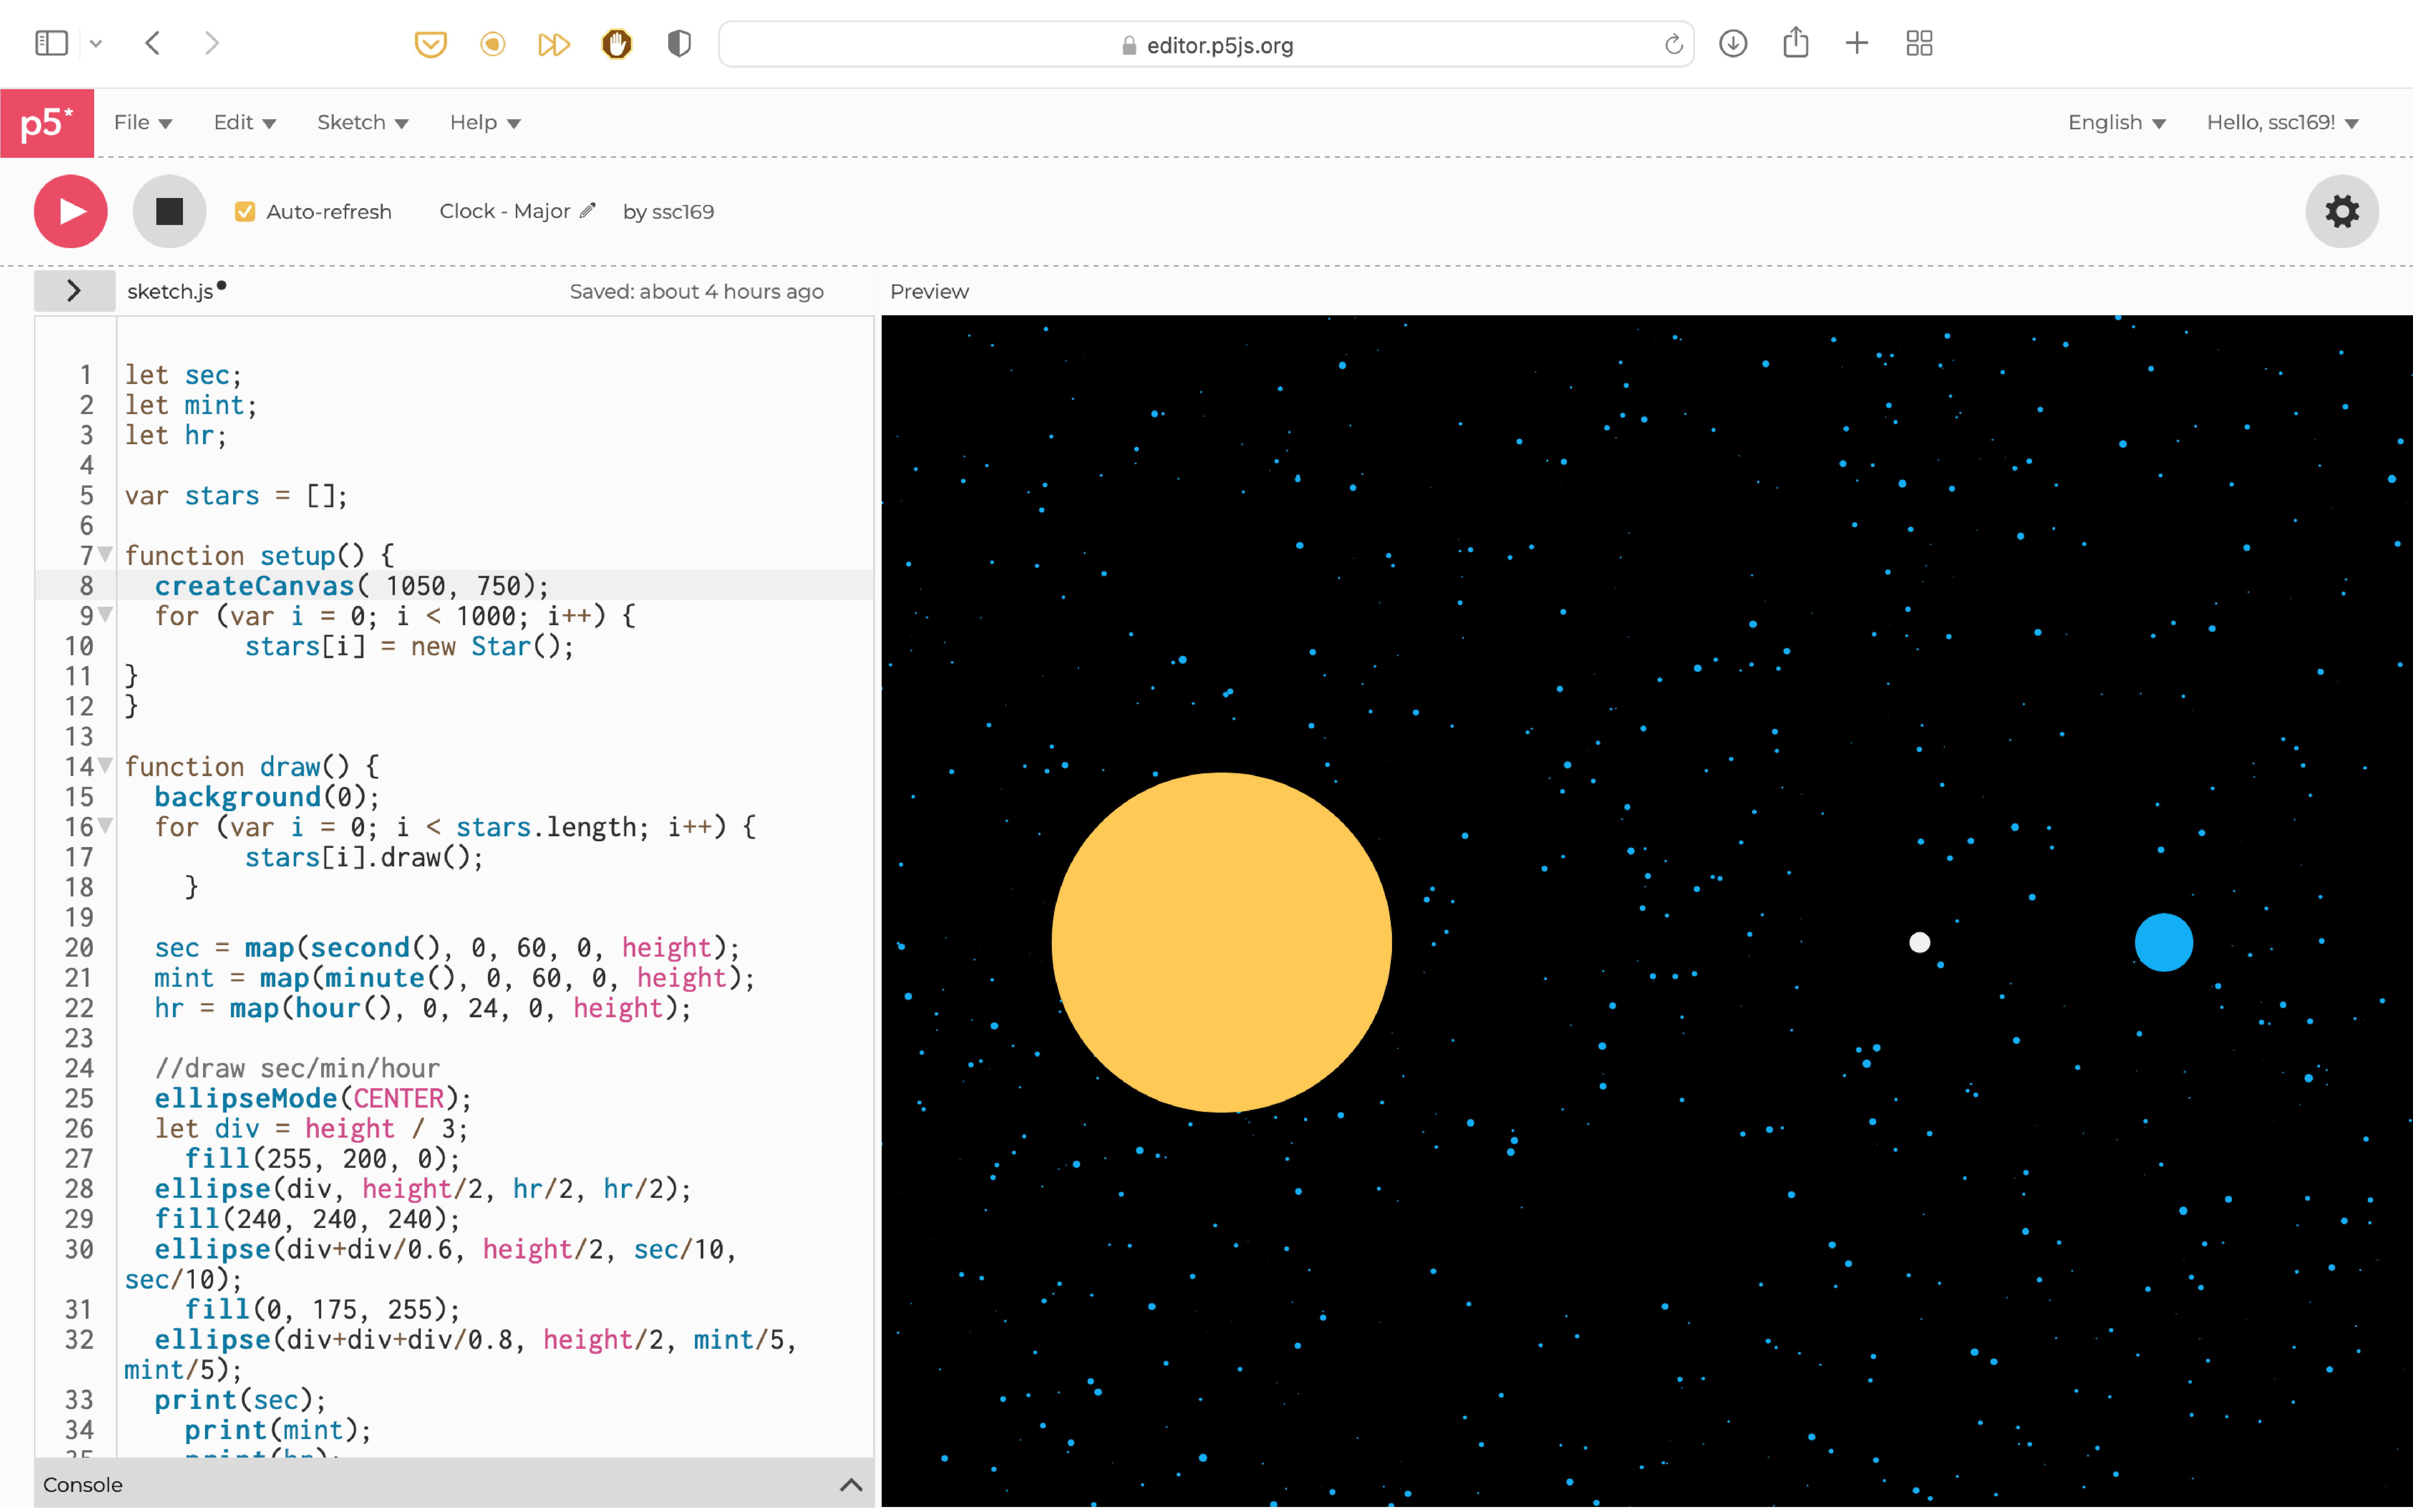 editor.p5js.org
p5* File Edit Sketch Help English Hello, ssc169!
Auto-refresh Clock - Major by ssc169
sketch.js Saved: about 4 hours ago Preview
1 let sec;
2 let mint;
3 let hr;
4
5 var stars = [];
6
7 function setup() {
8 createCanvas( 1050, 750);
9 for (var i = 0; i < 1000; i++) {
10 stars[i] = new Star();
11 }
12 }
13
14 function draw() {
15 background(0);
16 for (var i = 0; i < stars.length; i++) {
17 stars[i].draw();
18 }
19
20 sec = map(second(), 0, 60, 0, height);
21 mint = map(minute(), 0, 60, 0, height);
22 hr = map(hour(), 0, 24, 0, height);
23
24 //draw sec/min/hour
25 ellipseMode(CENTER);
26 let div = height / 3;
27 fill(255, 200, 0);
28 ellipse(div, height/2, hr/2, hr/2);
29 fill(240, 240, 240);
30 ellipse(div+div/0.6, height/2, sec/10,
sec/10);
31 fill(0, 175, 255);
32 ellipse(div+div+div/0.8, height/2, mint/5,
mint/5);
33 print(sec);
34 print(mint);
35 print(hr);
Console